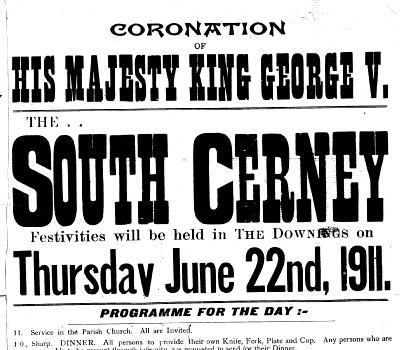 CORONATION
OF
HIS MAJESTY KING GEORGE V.
THE . .
SOUTH CERNEY
Festivities will be held in THE DOWNINGS on
Thursday June 22nd, 1911.
PROGRAMME FOR THE DAY :-
11. Service in the Parish Church. All are Invited.
1 0, Sharp. DINNER. All persons to provide their own Knife, Fork, Plate and Cup. Any persons who are
requested to send for their Dinner.